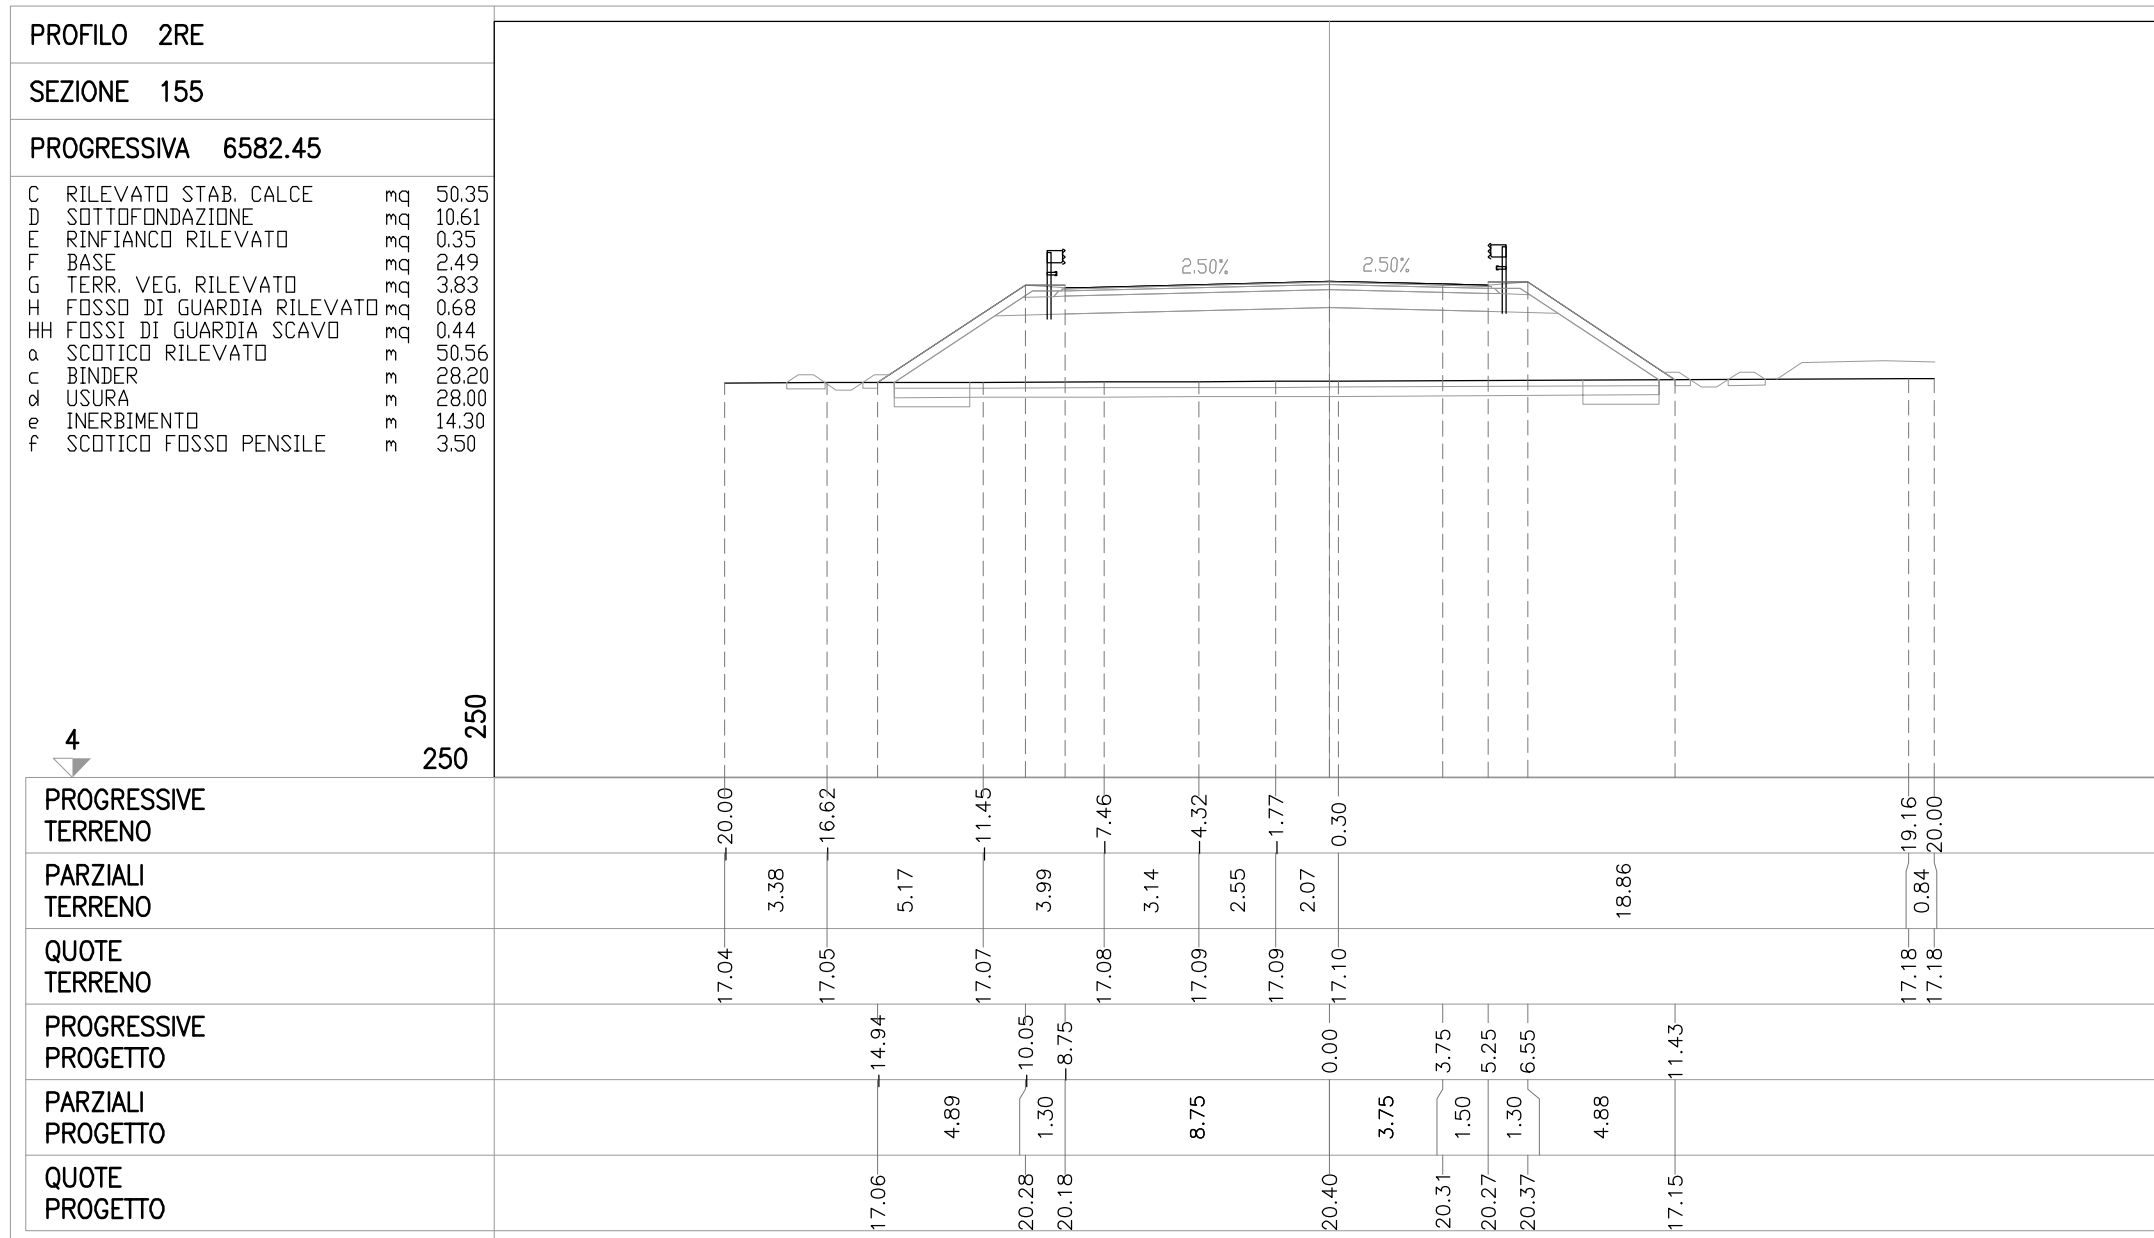 PROFILO 2RE
SEZIONE 155
PROGRESSIVA 6582.45
C RILEVATO STAB. CALCE mq 50.35
D SOTTOFONDAZIONE mq 10.61
E RINFIANCO RILEVATO mq 0.35
F BASE mq 2.49
G TERR. VEG. RILEVATO mq 3.83
H FOSSO DI GUARDIA RILEVATO mq 0.68
HH FOSSI DI GUARDIA SCAVO mq 0.44
a SCOTICO RILEVATO m 50.56
c BINDER m 28.20
d USURA m 28.00
e INERBIMENTO m 14.30
f SCOTICO FOSSO PENSILE m 3.50
2.50% 2.50%
4
250
250
PROGRESSIVE
TERRENO
-20.00 -16.62 -11.45 -7.46 -4.32 -1.77 0.30 19.16 20.00
PARZIALI
TERRENO
3.38 5.17 3.99 3.14 2.55 2.07 18.86 0.84
QUOTE
TERRENO
17.04 17.05 17.07 17.08 17.09 17.09 17.10 17.18 17.18
PROGRESSIVE
PROGETTO
-14.94 -10.05 -8.75 0.00 3.75 5.25 6.55 11.43
PARZIALI
PROGETTO
4.89 1.30 8.75 3.75 1.50 1.30 4.88
QUOTE
PROGETTO
17.06 20.28 20.18 20.40 20.31 20.27 20.37 17.15